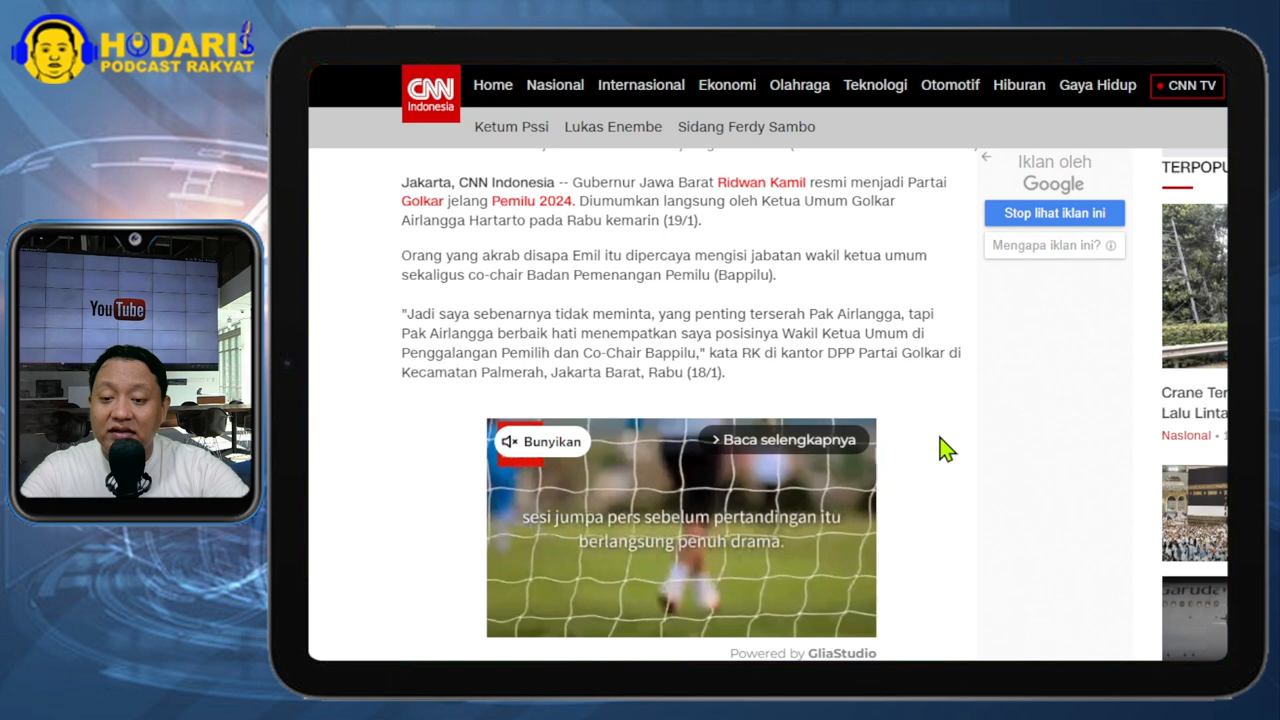 HODARI
PODCAST RAKYAT
CNN
Indonesia
Home Nasional Internasional Ekonomi Olahraga Teknologi Otomotif Hiburan Gaya Hidup CNN TV
Ketum Pssi Lukas Enembe Sidang Ferdy Sambo
Jakarta, CNN Indonesia -- Gubernur Jawa Barat Ridwan Kamil resmi menjadi Partai
Golkar jelang Pemilu 2024. Diumumkan langsung oleh Ketua Umum Golkar
Airlangga Hartarto pada Rabu kemarin (19/1).
Orang yang akrab disapa Emil itu dipercaya mengisi jabatan wakil ketua umum
sekaligus co-chair Badan Pemenangan Pemilu (Bappilu).
"Jadi saya sebenarnya tidak meminta, yang penting terserah Pak Airlangga, tapi
Pak Airlangga berbaik hati menempatkan saya posisinya Wakil Ketua Umum di
Penggalangan Pemilih dan Co-Chair Bappilu," kata RK di kantor DPP Partai Golkar di
Kecamatan Palmerah, Jakarta Barat, Rabu (18/1).
Bunyikan
Baca selengkapnya
sesi jumpa pers sebelum pertandingan itu
berlangsung penuh drama.
Powered by GliaStudio
Iklan oleh
Google
Stop lihat iklan ini
Mengapa iklan ini?
TERPOPU
Crane Ter
Lalu Linta
Nasional • 1
Garuda
YouTube